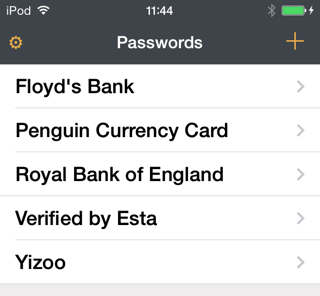 iPod 11:44
Passwords
Floyd's Bank
Penguin Currency Card
Royal Bank of England
Verified by Esta
Yizoo